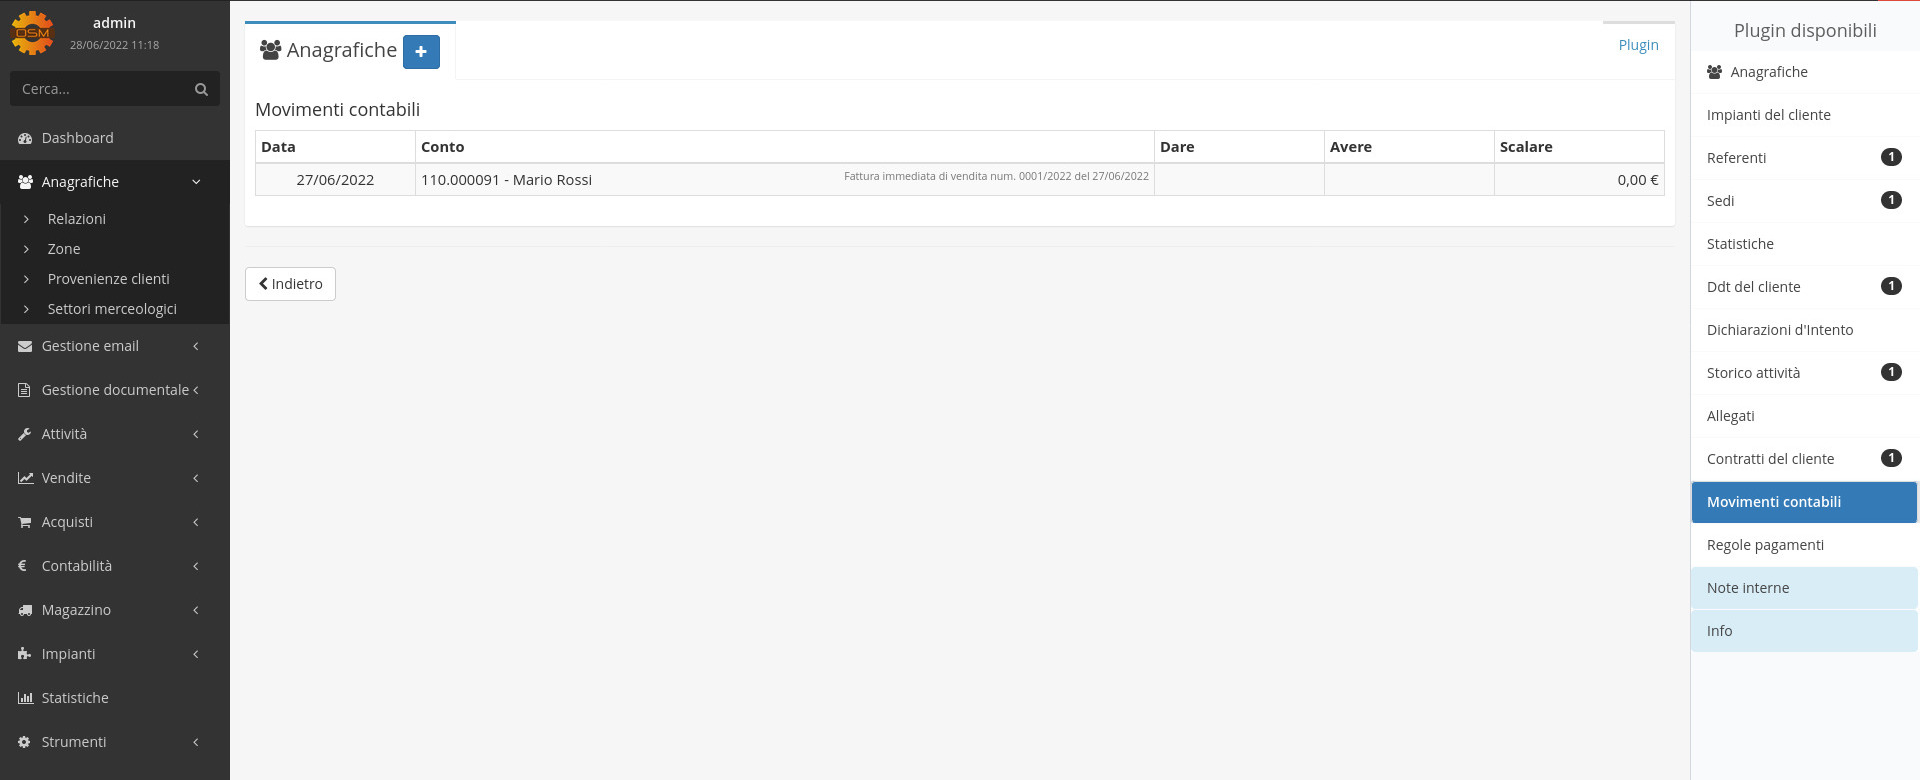 OSM
admin
28/06/2022 11:18
Cerca...
Dashboard
Anagrafiche
Relazioni
Zone
Provenienze clienti
Settori merceologici
Gestione email
Gestione documentale
Attività
Vendite
Acquisti
Contabilità
Magazzino
Impianti
Statistiche
Strumenti
Anagrafiche
Plugin
Movimenti contabili
Data Conto Dare Avere Scalare
27/06/2022 110.000091 - Mario Rossi Fattura immediata di vendita num. 0001/2022 del 27/06/2022 0,00 €
Indietro
Plugin disponibili
Anagrafiche
Impianti del cliente
Referenti 1
Sedi 1
Statistiche
Ddt del cliente 1
Dichiarazioni d'Intento
Storico attività 1
Allegati
Contratti del cliente 1
Movimenti contabili
Regole pagamenti
Note interne
Info